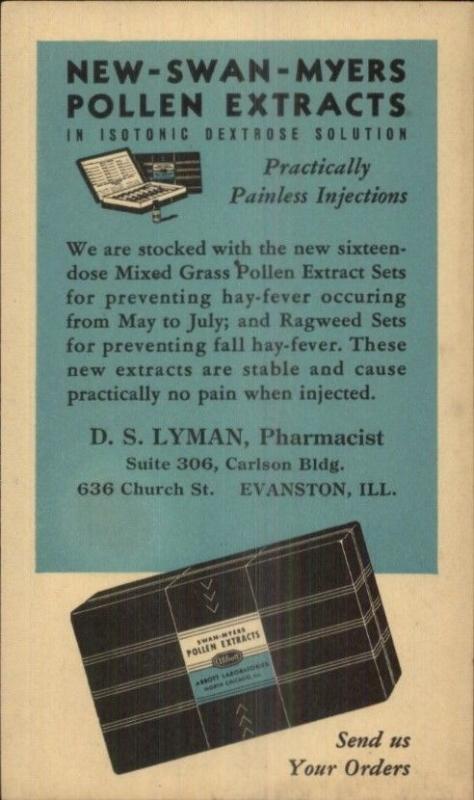 NEW-SWAN-MYERS
POLLEN EXTRACTS
IN ISOTONIC DEXTROSE SOLUTION
Practically
Painless Injections
We are stocked with the new sixteen-
dose Mixed Grass Pollen Extract Sets
for preventing hay-fever occuring
from May to July; and Ragweed Sets
for preventing fall hay-fever. These
new extracts are stable and cause
practically no pain when injected.
D. S. LYMAN, Pharmacist
Suite 306, Carlson Bldg.
636 Church St. EVANSTON, ILL.
SWAN-MYERS
POLLEN EXTRACTS
Abbott
ABBOTT LABORATORIES
NORTH CHICAGO, ILL.
Send us
Your Orders